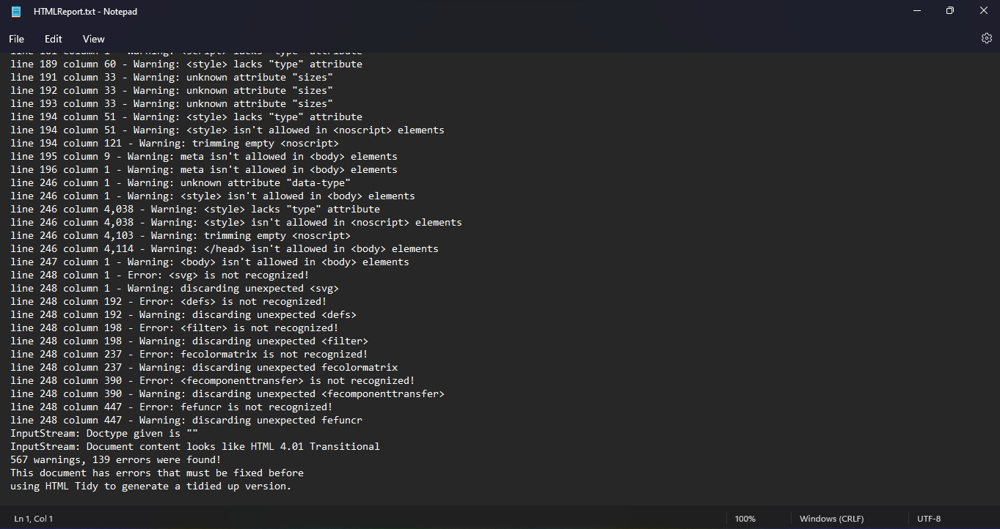 HTMLReport.txt - Notepad
File Edit View
line 189 column 60 - Warning: <style> lacks "type" attribute
line 191 column 33 - Warning: unknown attribute "sizes"
line 192 column 33 - Warning: unknown attribute "sizes"
line 193 column 33 - Warning: unknown attribute "sizes"
line 194 column 51 - Warning: <style> lacks "type" attribute
line 194 column 51 - Warning: <style> isn't allowed in <noscript> elements
line 194 column 121 - Warning: trimming empty <noscript>
line 195 column 9 - Warning: meta isn't allowed in <body> elements
line 196 column 1 - Warning: meta isn't allowed in <body> elements
line 246 column 1 - Warning: unknown attribute "data-type"
line 246 column 1 - Warning: <style> isn't allowed in <body> elements
line 246 column 4,038 - Warning: <style> lacks "type" attribute
line 246 column 4,038 - Warning: <style> isn't allowed in <noscript> elements
line 246 column 4,103 - Warning: trimming empty <noscript>
line 246 column 4,114 - Warning: </head> isn't allowed in <body> elements
line 247 column 1 - Warning: <body> isn't allowed in <body> elements
line 248 column 1 - Error: <svg> is not recognized!
line 248 column 1 - Warning: discarding unexpected <svg>
line 248 column 192 - Error: <defs> is not recognized!
line 248 column 192 - Warning: discarding unexpected <defs>
line 248 column 198 - Error: <filter> is not recognized!
line 248 column 198 - Warning: discarding unexpected <filter>
line 248 column 237 - Error: fecolormatrix is not recognized!
line 248 column 237 - Warning: discarding unexpected fecolormatrix
line 248 column 390 - Error: <fecomponenttransfer> is not recognized!
line 248 column 390 - Warning: discarding unexpected <fecomponenttransfer>
line 248 column 447 - Error: fefuncr is not recognized!
line 248 column 447 - Warning: discarding unexpected fefuncr
InputStream: Doctype given is ""
InputStream: Document content looks like HTML 4.01 Transitional
567 warnings, 139 errors were found!
This document has errors that must be fixed before
using HTML Tidy to generate a tidied up version.
Ln 1, Col 1 100% Windows (CRLF) UTF-8